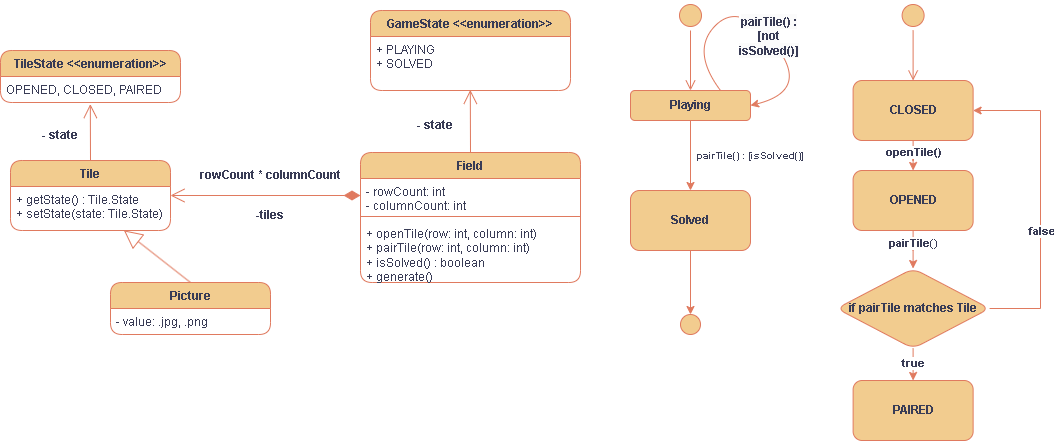 TileState <<enumeration>>
OPENED, CLOSED, PAIRED
- state
Tile
+ getState() : Tile.State
+ setState(state: Tile.State)
Picture
- value: .jpg, .png
rowCount * columnCount
-tiles
GameState <<enumeration>>
+ PLAYING
+ SOLVED
- state
Field
- rowCount: int
- columnCount: int
+ openTile(row: int, column: int)
+ pairTile(row: int, column: int)
+ isSolved() : boolean
+ generate()
pairTile() :
[not
isSolved()]
Playing
pairTile() : [isSolved()]
Solved
CLOSED
openTile()
OPENED
pairTile()
if pairTile matches Tile
false
true
PAIRED